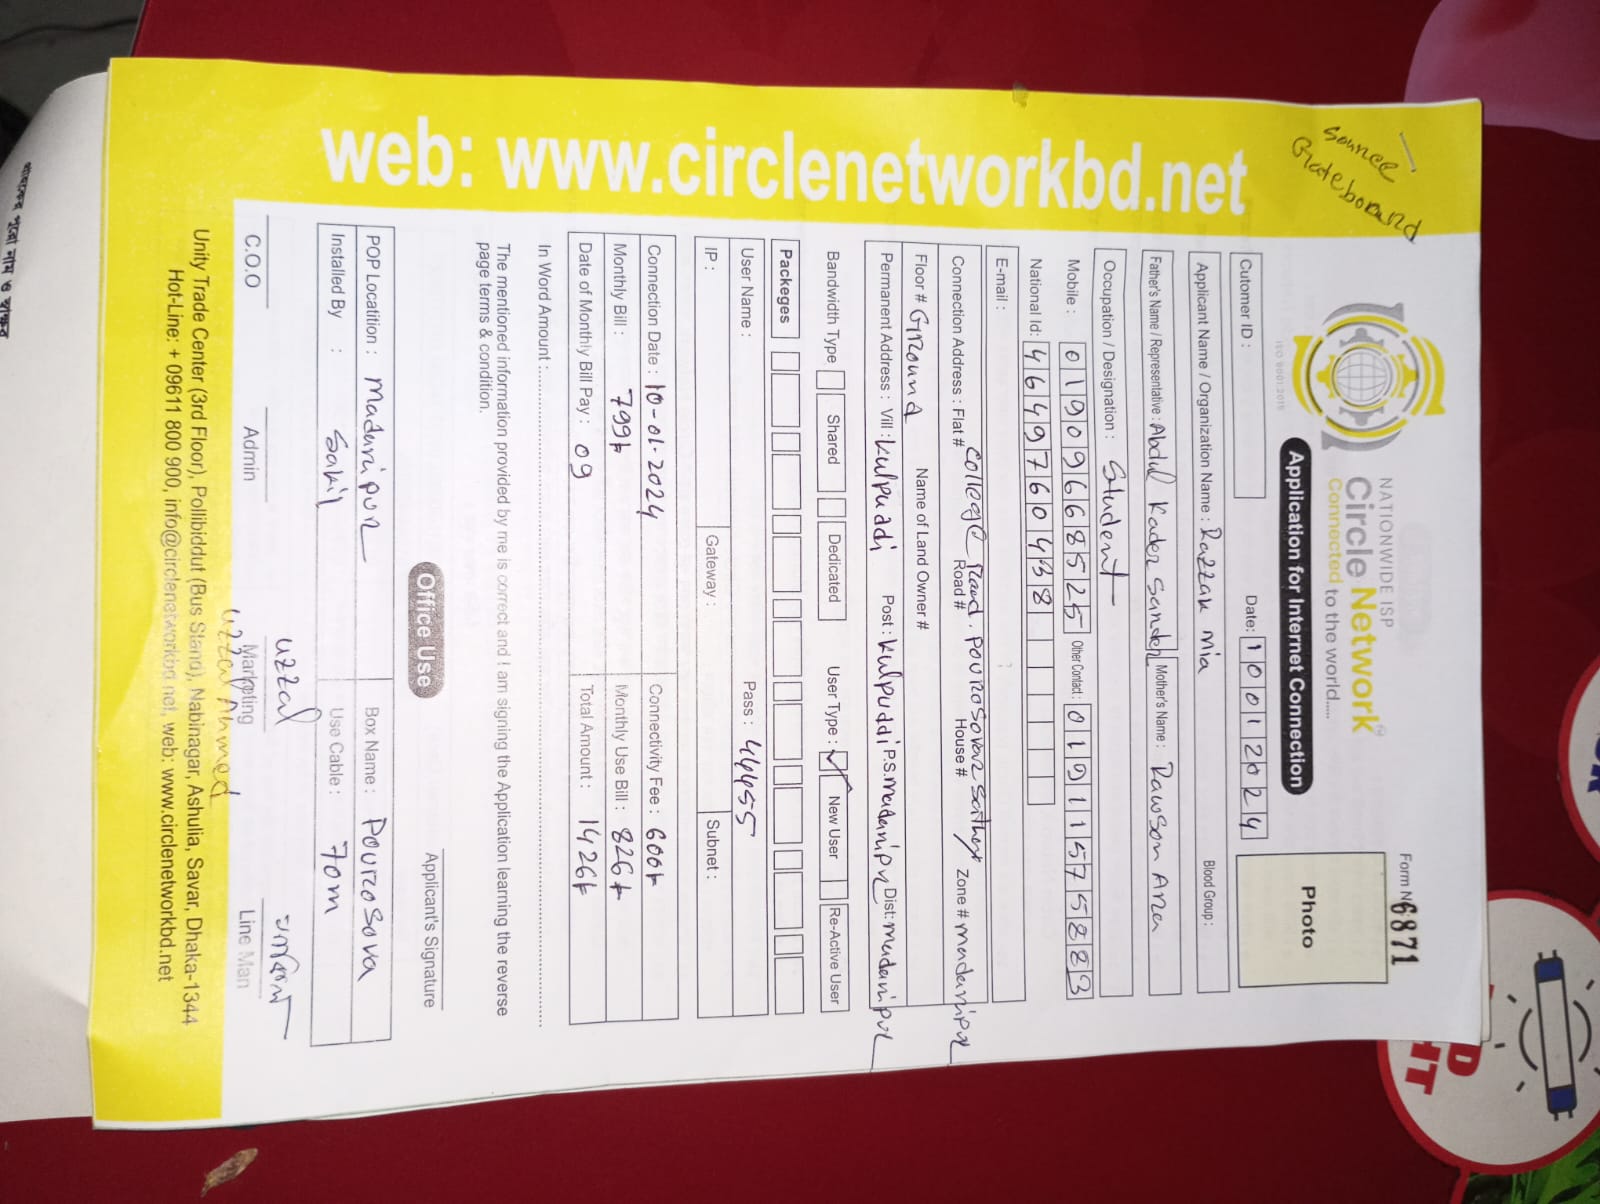 source
Grateboard
Form No
6871
NATIONWIDE ISP
Circle Network
Connected to the world.....
ISO 9001:2015
Application for Internet Connection
Photo
Cutomer ID :
Date: 10012024
Applicant Name / Organization Name : Razzak mia Blood Group :
Father's Name / Representative : Abdul Kader Sarder Mother's Name : Rawson Ara
Occupation / Designation : Student
Mobile : 01909668525 Other Contact : 01911575883
National Id: 4649760438
E-mail :
Connection Address : Flat # College Road . pourosova Road # House # Zone # madaripur
Floor # Ground Name of Land Owner #
Permanent Address : Vill : kulpuddi Post : kulpuddi P.S. madaripur Dist: madaripur
Bandwidth Type Shared Dedicated User Type : New User Re-Active User
Packeges
User Name : Pass : 44455
IP : Gateway : Subnet :
Connection Date : 10-01-2024 Connectivity Fee : 600৳
Monthly Bill : 799৳ Monthly Use Bill : 826৳
Date of Monthly Bill Pay : 09 Total Amount : 1426৳
In Word Amount :
The mentioned information provided by me is correct and I am signing the Application learning the reverse
page terms & condition.
Applicant's Signature
Office Use
POP Locatition : madaripur Box Name : Pourosova
Installed By : Sakil Use Cable : 70m
uzzal
C.O.O Admin Marketing Line Man
uzzal Ahmed
Unity Trade Center (3rd Floor), Pollibiddut (Bus Stand), Nabinagar, Ashulia, Savar, Dhaka-1344
Hot-Line: + 09611 800 900, info@circlenetworkbd.net, web: www.circlenetworkbd.net
web: www.circlenetworkbd.net